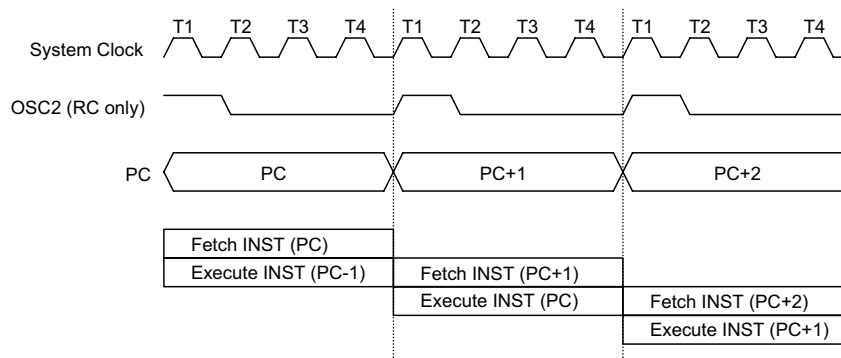 T1 T2 T3 T4 T1 T2 T3 T4 T1 T2 T3 T4
System Clock
OSC2 (RC only)
PC PC PC+1 PC+2
Fetch INST (PC)
Execute INST (PC-1) Fetch INST (PC+1)
Execute INST (PC) Fetch INST (PC+2)
Execute INST (PC+1)